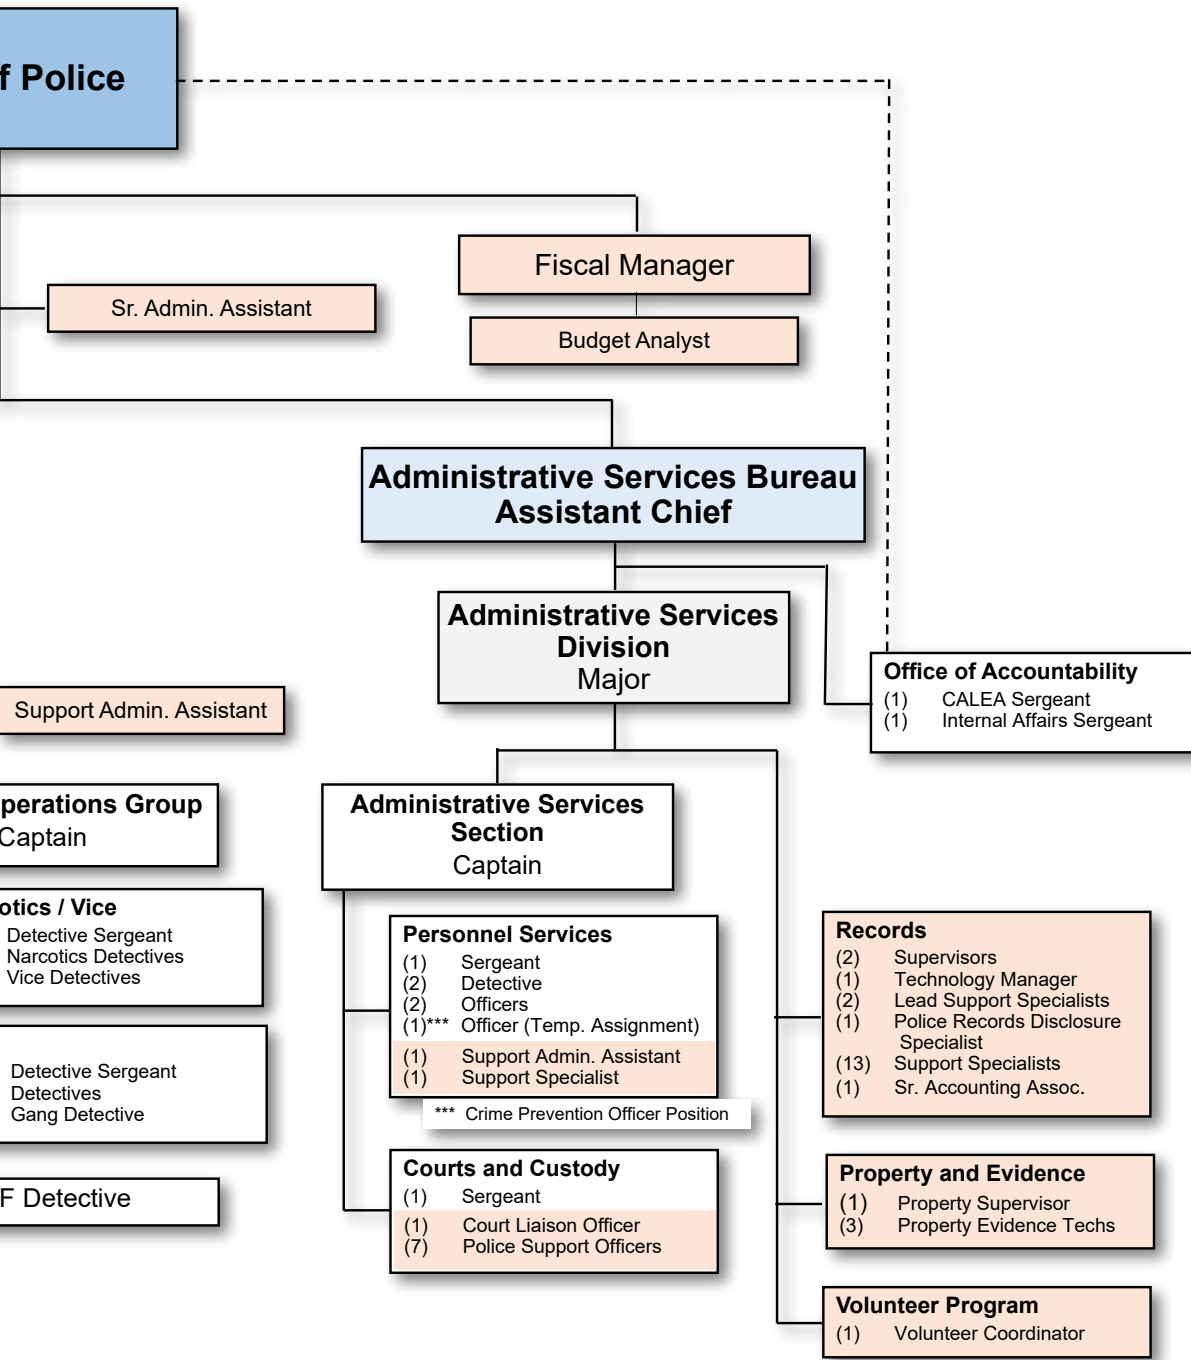 f Police
Fiscal Manager
Sr. Admin. Assistant
Budget Analyst
Administrative Services Bureau
Assistant Chief
Administrative Services
Division
Major
Office of Accountability
(1) CALEA Sergeant
(1) Internal Affairs Sergeant
Support Admin. Assistant
perations Group
Captain
otics / Vice
Detective Sergeant
Narcotics Detectives
Vice Detectives
Detective Sergeant
Detectives
Gang Detective
F Detective
Administrative Services
Section
Captain
Personnel Services
(1) Sergeant
(2) Detective
(2) Officers
(1)*** Officer (Temp. Assignment)
(1) Support Admin. Assistant
(1) Support Specialist
*** Crime Prevention Officer Position
Courts and Custody
(1) Sergeant
(1) Court Liaison Officer
(7) Police Support Officers
Records
(2) Supervisors
(1) Technology Manager
(2) Lead Support Specialists
(1) Police Records Disclosure
Specialist
(13) Support Specialists
(1) Sr. Accounting Assoc.
Property and Evidence
(1) Property Supervisor
(3) Property Evidence Techs
Volunteer Program
(1) Volunteer Coordinator